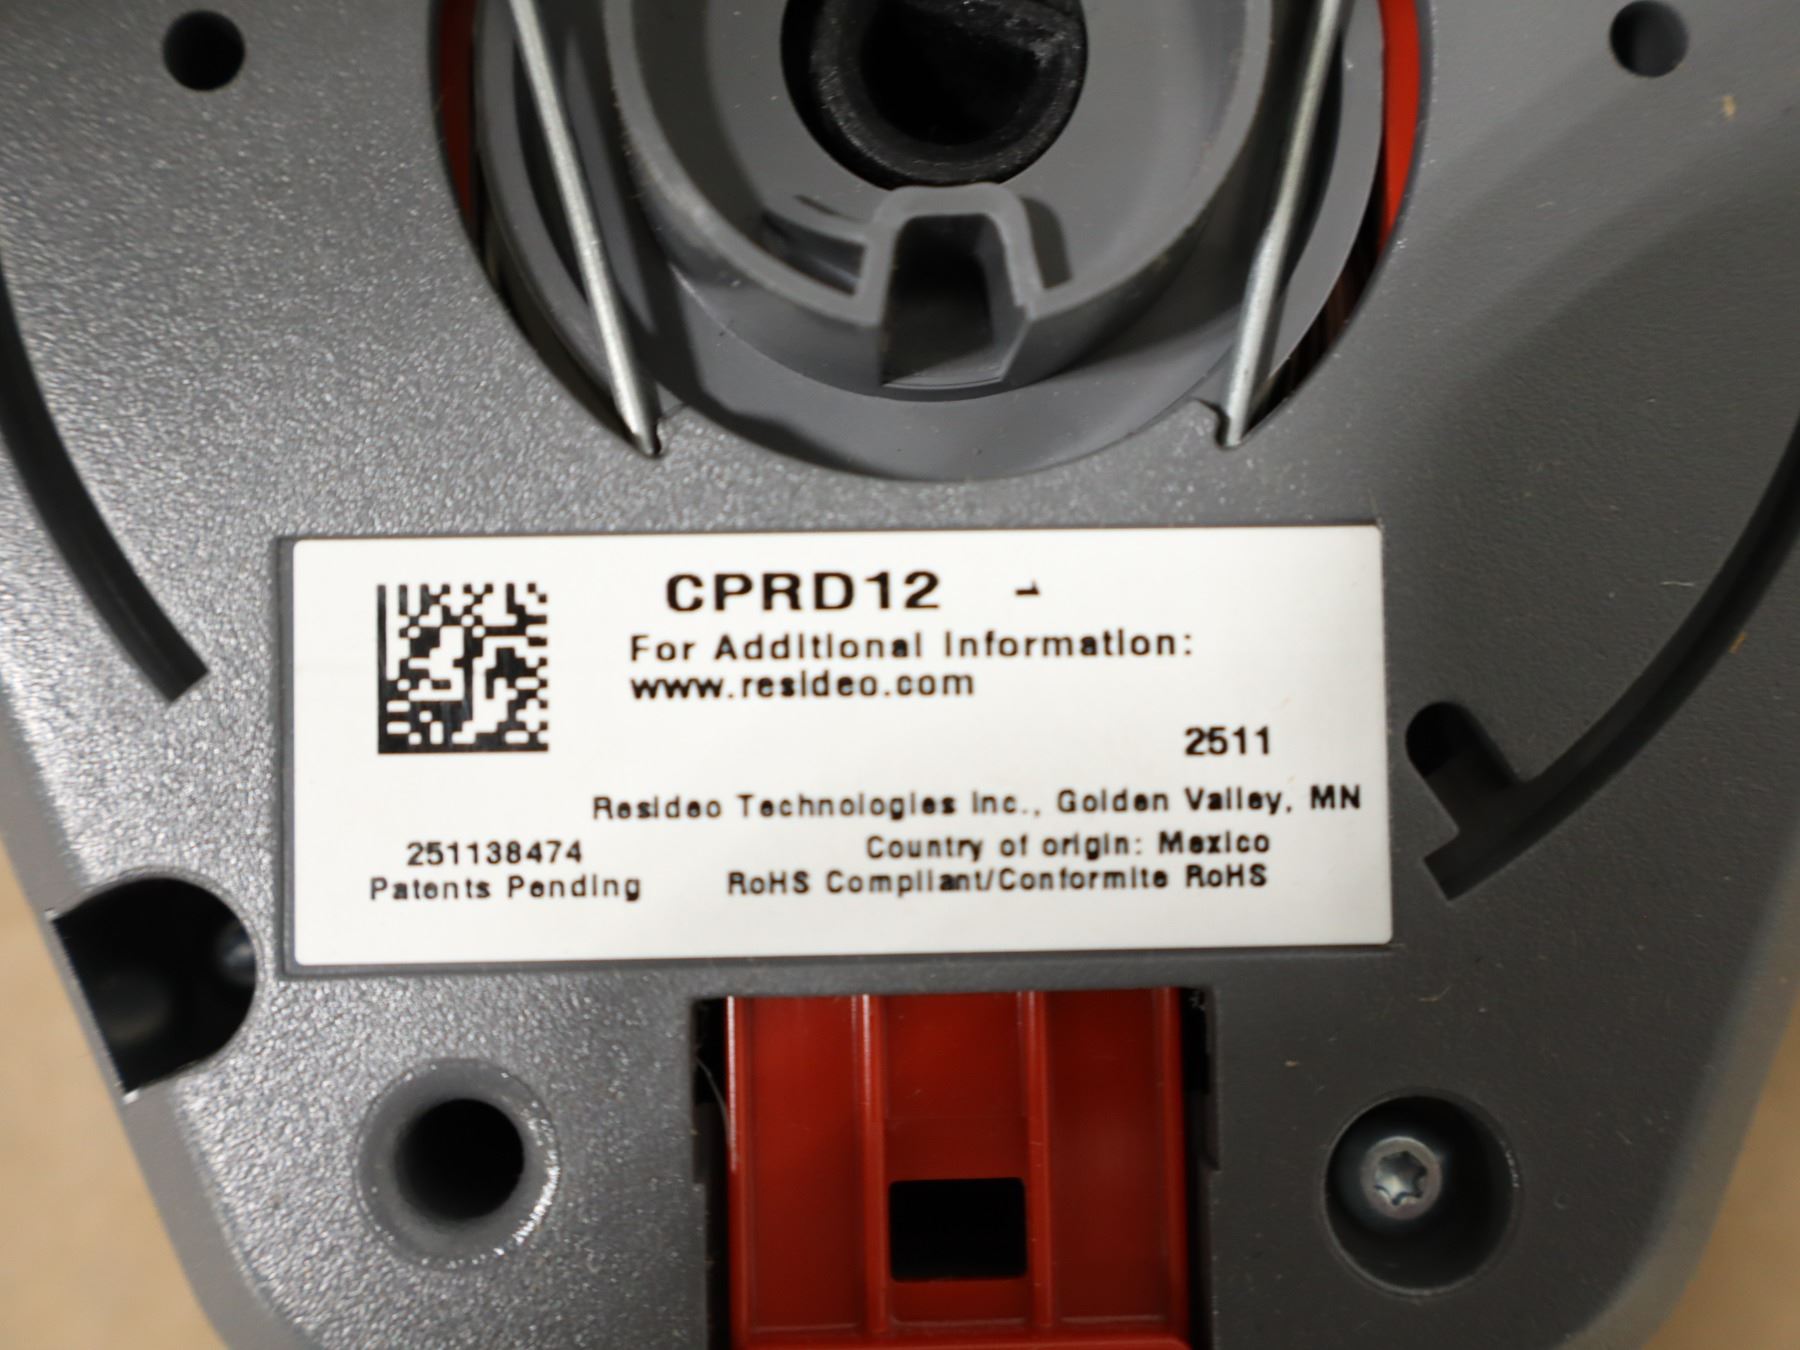 CPRD12 1
For Additional Information:
www.resideo.com
2511
Resideo Technologies Inc., Golden Valley, MN
251138474
Country of origin: Mexico
Patents Pending
RoHS Compliant/Conformite RoHS